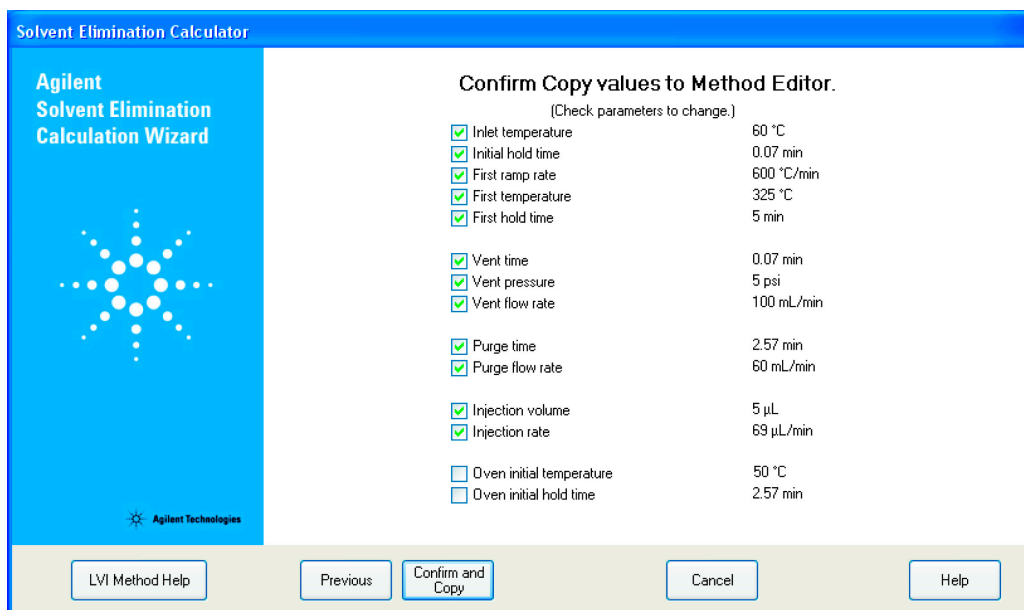 Solvent Elimination Calculator
Agilent
Solvent Elimination
Calculation Wizard
Confirm Copy values to Method Editor.
(Check parameters to change.)
Inlet temperature 60 °C
Initial hold time 0.07 min
First ramp rate 600 °C/min
First temperature 325 °C
First hold time 5 min
Vent time 0.07 min
Vent pressure 5 psi
Vent flow rate 100 mL/min
Purge time 2.57 min
Purge flow rate 60 mL/min
Injection volume 5 µL
Injection rate 69 µL/min
Oven initial temperature 50 °C
Oven initial hold time 2.57 min
Agilent Technologies
LVI Method Help
Previous
Confirm and
Copy
Cancel
Help